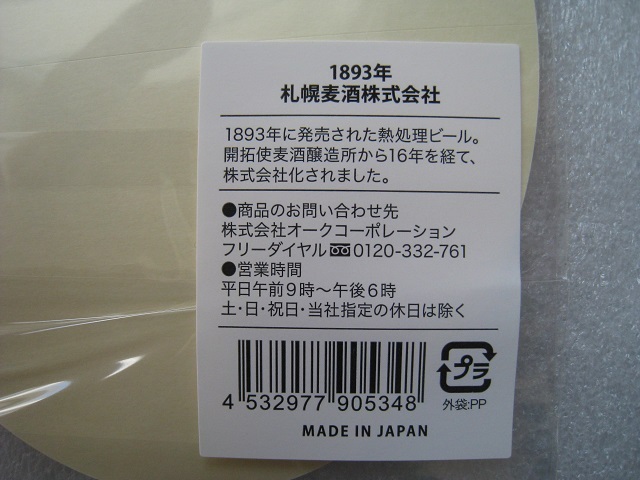 1893年
札幌麦酒株式会社
1893年に発売された熱処理ビール。
開拓使麦酒醸造所から16年を経て、
株式会社化されました。
●商品のお問い合わせ先
株式会社オークコーポレーション
フリーダイヤル 0120-332-761
●営業時間
平日午前9時～午後6時
土・日・祝日・当社指定の休日は除く
4 532977 905348
プラ
外袋:PP
MADE IN JAPAN